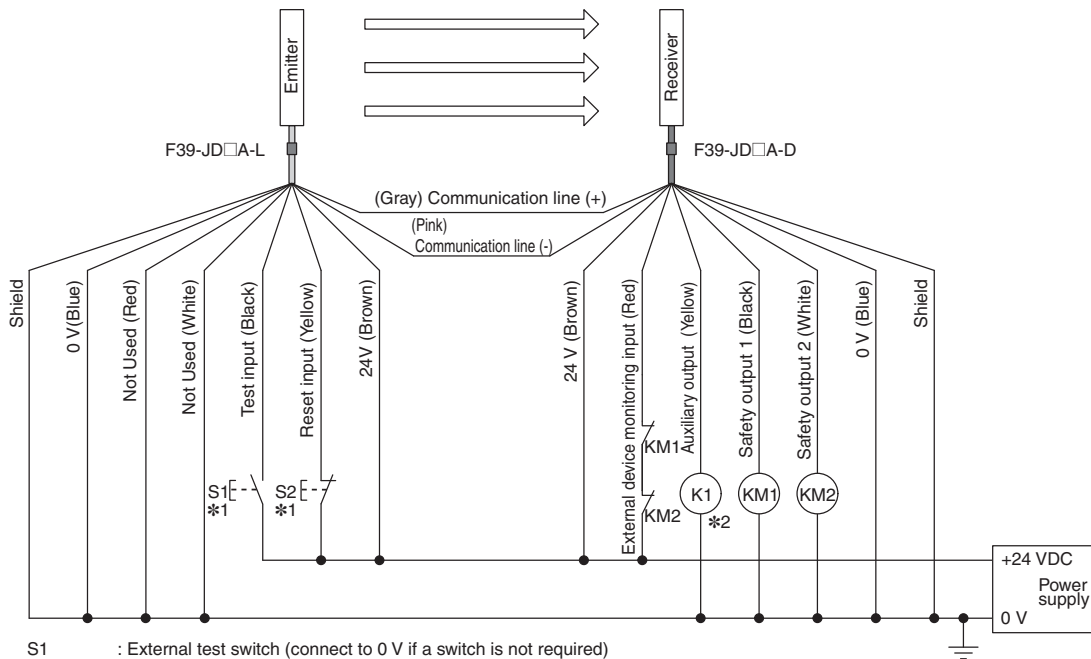 Emitter
Receiver
F39-JD□A-L
F39-JD□A-D
(Gray) Communication line (+)
(Pink)
Communication line (-)
Shield
0 V(Blue)
Not Used (Red)
Not Used (White)
Test input (Black)
Reset input (Yellow)
24V (Brown)
24 V (Brown)
External device monitoring input (Red)
Auxiliary output (Yellow)
Safety output 1 (Black)
Safety output 2 (White)
0 V (Blue)
Shield
KM1
S1
*1
S2
*1
KM2
K1
*2
KM1
KM2
+24 VDC
Power
supply
0 V
S1 : External test switch (connect to 0 V if a switch is not required)